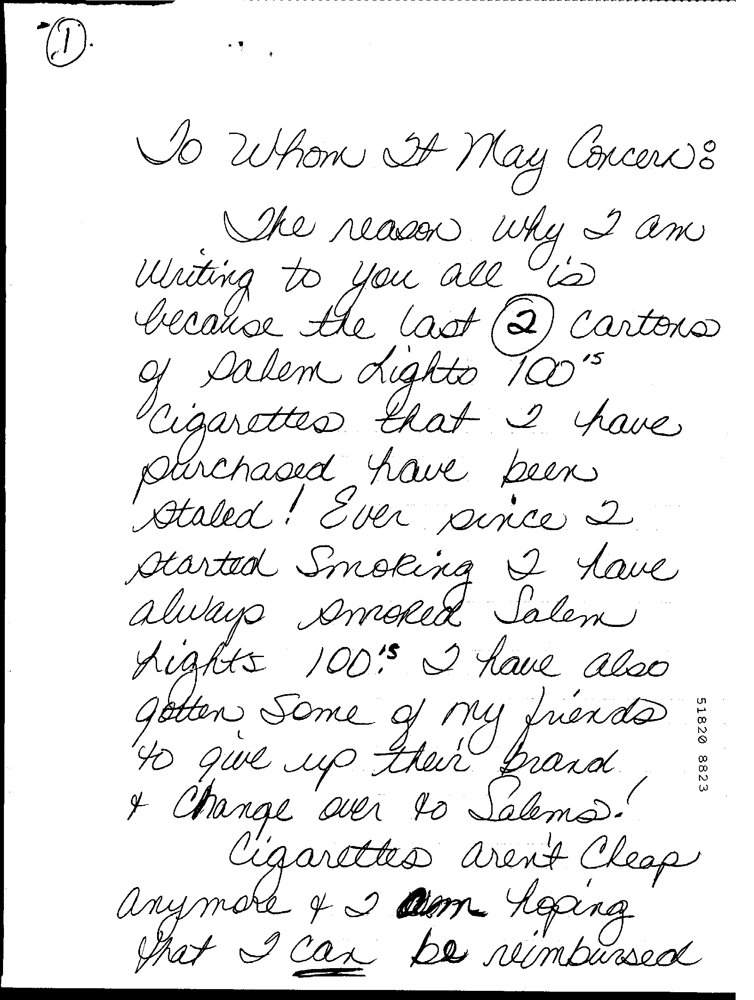 1.
To Whom It May Concern:
The reason why I am
writing to you all is
because the last 2 cartons
of Salem Lights 100's
cigarettes that I have
purchased have been
staled! Ever since I
started Smoking I have
always smoked Salem
Lights 100's. I have also
gotten some of my friends
to give up their brand
& change over to Salems!
Cigarettes aren't Cheap
anymore & I am hoping
that I can be reimbursed
51820 8823